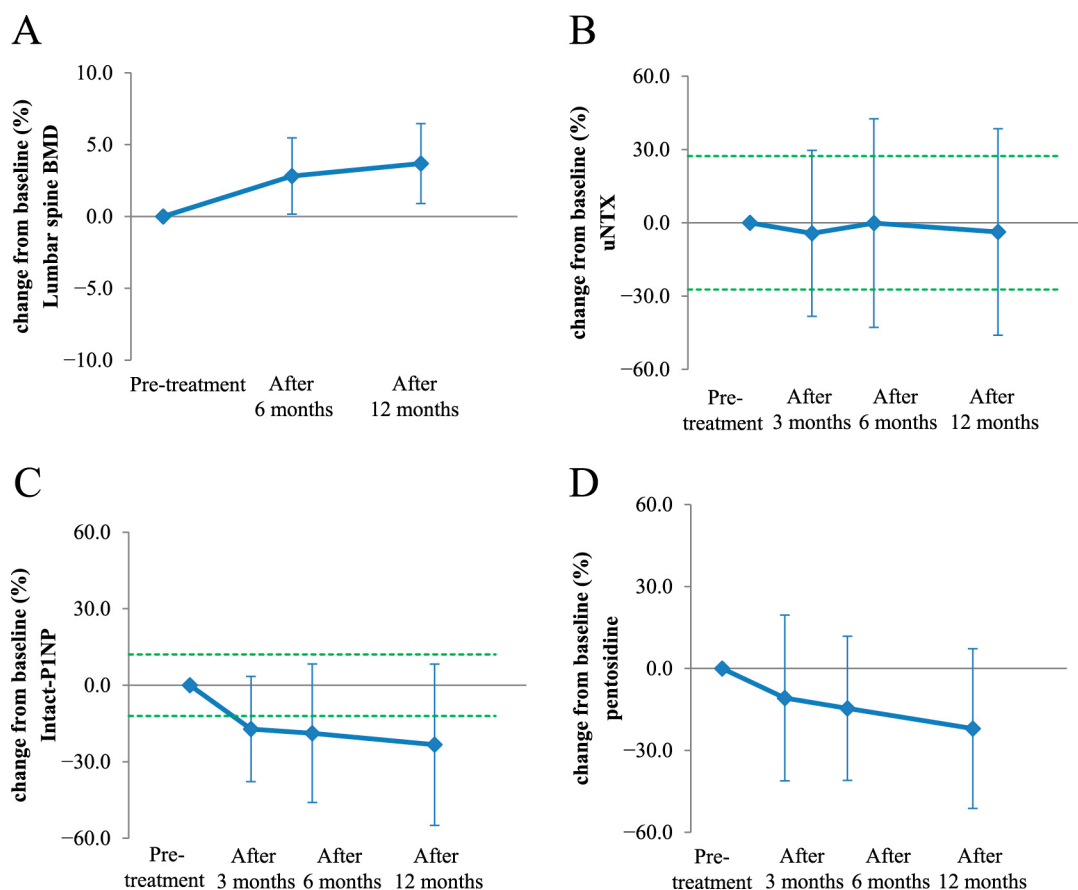 A
change from baseline (%)
Lumbar spine BMD
10.0
5.0
0.0
−5.0
−10.0
Pre-treatment
After
6 months
After
12 months
B
change from baseline (%)
uNTX
60.0
30.0
0.0
−30.0
−60.0
Pre-
treatment
After
3 months
After
6 months
After
12 months
C
change from baseline (%)
Intact-P1NP
60.0
30.0
0.0
−30.0
−60.0
Pre-
treatment
After
3 months
After
6 months
After
12 months
D
change from baseline (%)
pentosidine
60.0
30.0
0.0
−30.0
−60.0
Pre-
treatment
After
3 months
After
6 months
After
12 months